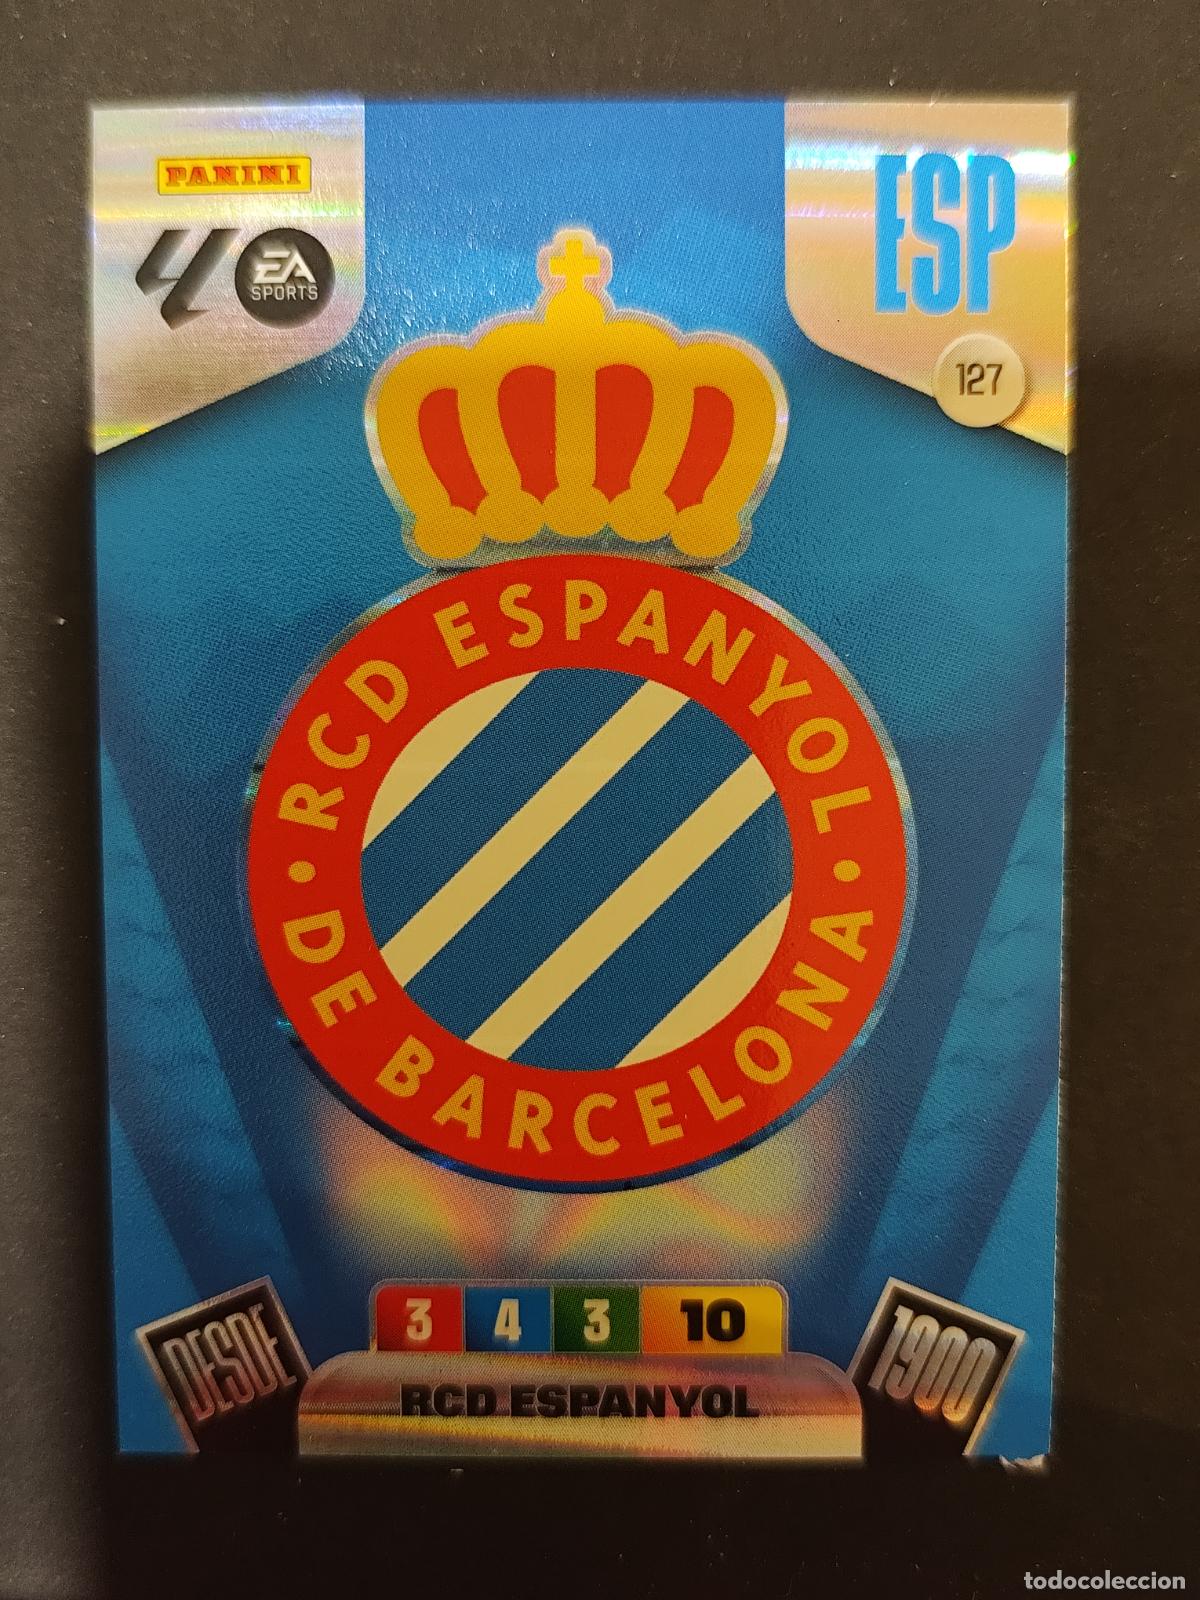 PANINI
EA
SPORTS
ESP
127
RCD ESPANYOL
· DE BARCELONA ·
3 4 3 10
DESDE
1900
RCD ESPANYOL
todocoleccion